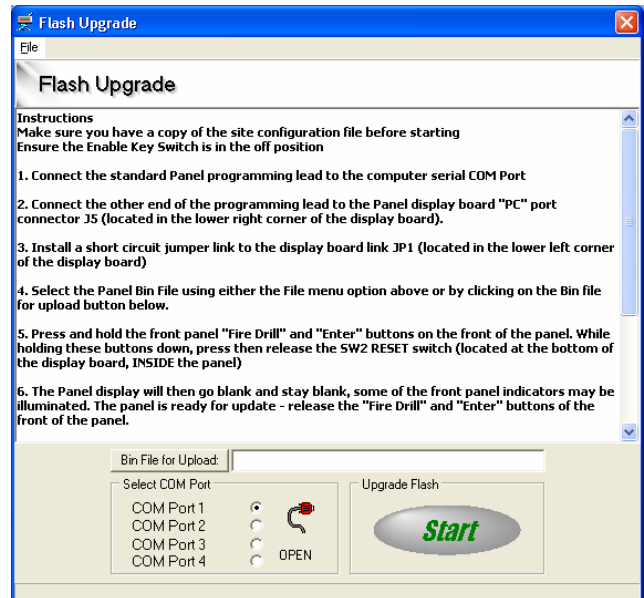 Flash Upgrade
File
Flash Upgrade
Instructions
Make sure you have a copy of the site configuration file before starting
Ensure the Enable Key Switch is in the off position
1. Connect the standard Panel programming lead to the computer serial COM Port
2. Connect the other end of the programming lead to the Panel display board "PC" port
connector J5 (located in the lower right corner of the display board).
3. Install a short circuit jumper link to the display board link JP1 (located in the lower left corner
of the display board)
4. Select the Panel Bin File using either the File menu option above or by clicking on the Bin file
for upload button below.
5. Press and hold the front panel "Fire Drill" and "Enter" buttons on the front of the panel. While
holding these buttons down, press then release the SW2 RESET switch (located at the bottom of
the display board, INSIDE the panel)
6. The Panel display will then go blank and stay blank, some of the front panel indicators may be
illuminated. The panel is ready for update - release the "Fire Drill" and "Enter" buttons of the
front of the panel.
Bin File for Upload:
Select COM Port
COM Port 1
COM Port 2
COM Port 3
COM Port 4
OPEN
Upgrade Flash
Start